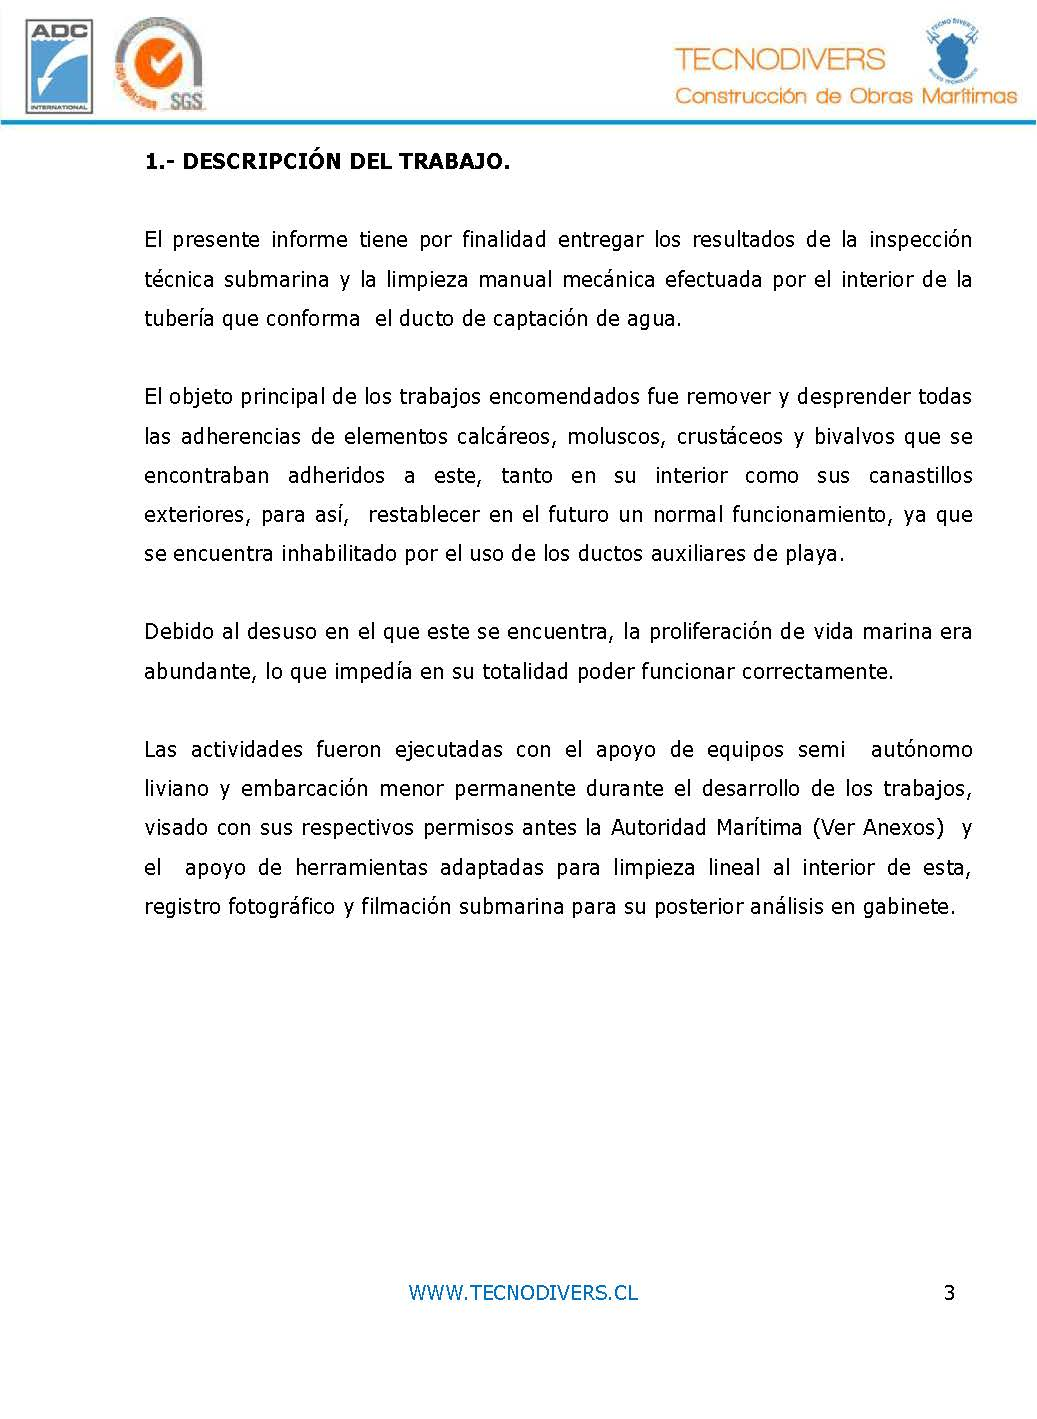 ADC
INTERNATIONAL
SGS
TECNODIVERS
Construcción de Obras Marítimas
1.- DESCRIPCIÓN DEL TRABAJO.
El presente informe tiene por finalidad entregar los resultados de la inspección
técnica submarina y la limpieza manual mecánica efectuada por el interior de la
tubería que conforma el ducto de captación de agua.
El objeto principal de los trabajos encomendados fue remover y desprender todas
las adherencias de elementos calcáreos, moluscos, crustáceos y bivalvos que se
encontraban adheridos a este, tanto en su interior como sus canastillos
exteriores, para así, restablecer en el futuro un normal funcionamiento, ya que
se encuentra inhabilitado por el uso de los ductos auxiliares de playa.
Debido al desuso en el que este se encuentra, la proliferación de vida marina era
abundante, lo que impedía en su totalidad poder funcionar correctamente.
Las actividades fueron ejecutadas con el apoyo de equipos semi autónomo
liviano y embarcación menor permanente durante el desarrollo de los trabajos,
visado con sus respectivos permisos antes la Autoridad Marítima (Ver Anexos) y
el apoyo de herramientas adaptadas para limpieza lineal al interior de esta,
registro fotográfico y filmación submarina para su posterior análisis en gabinete.
WWW.TECNODIVERS.CL
3